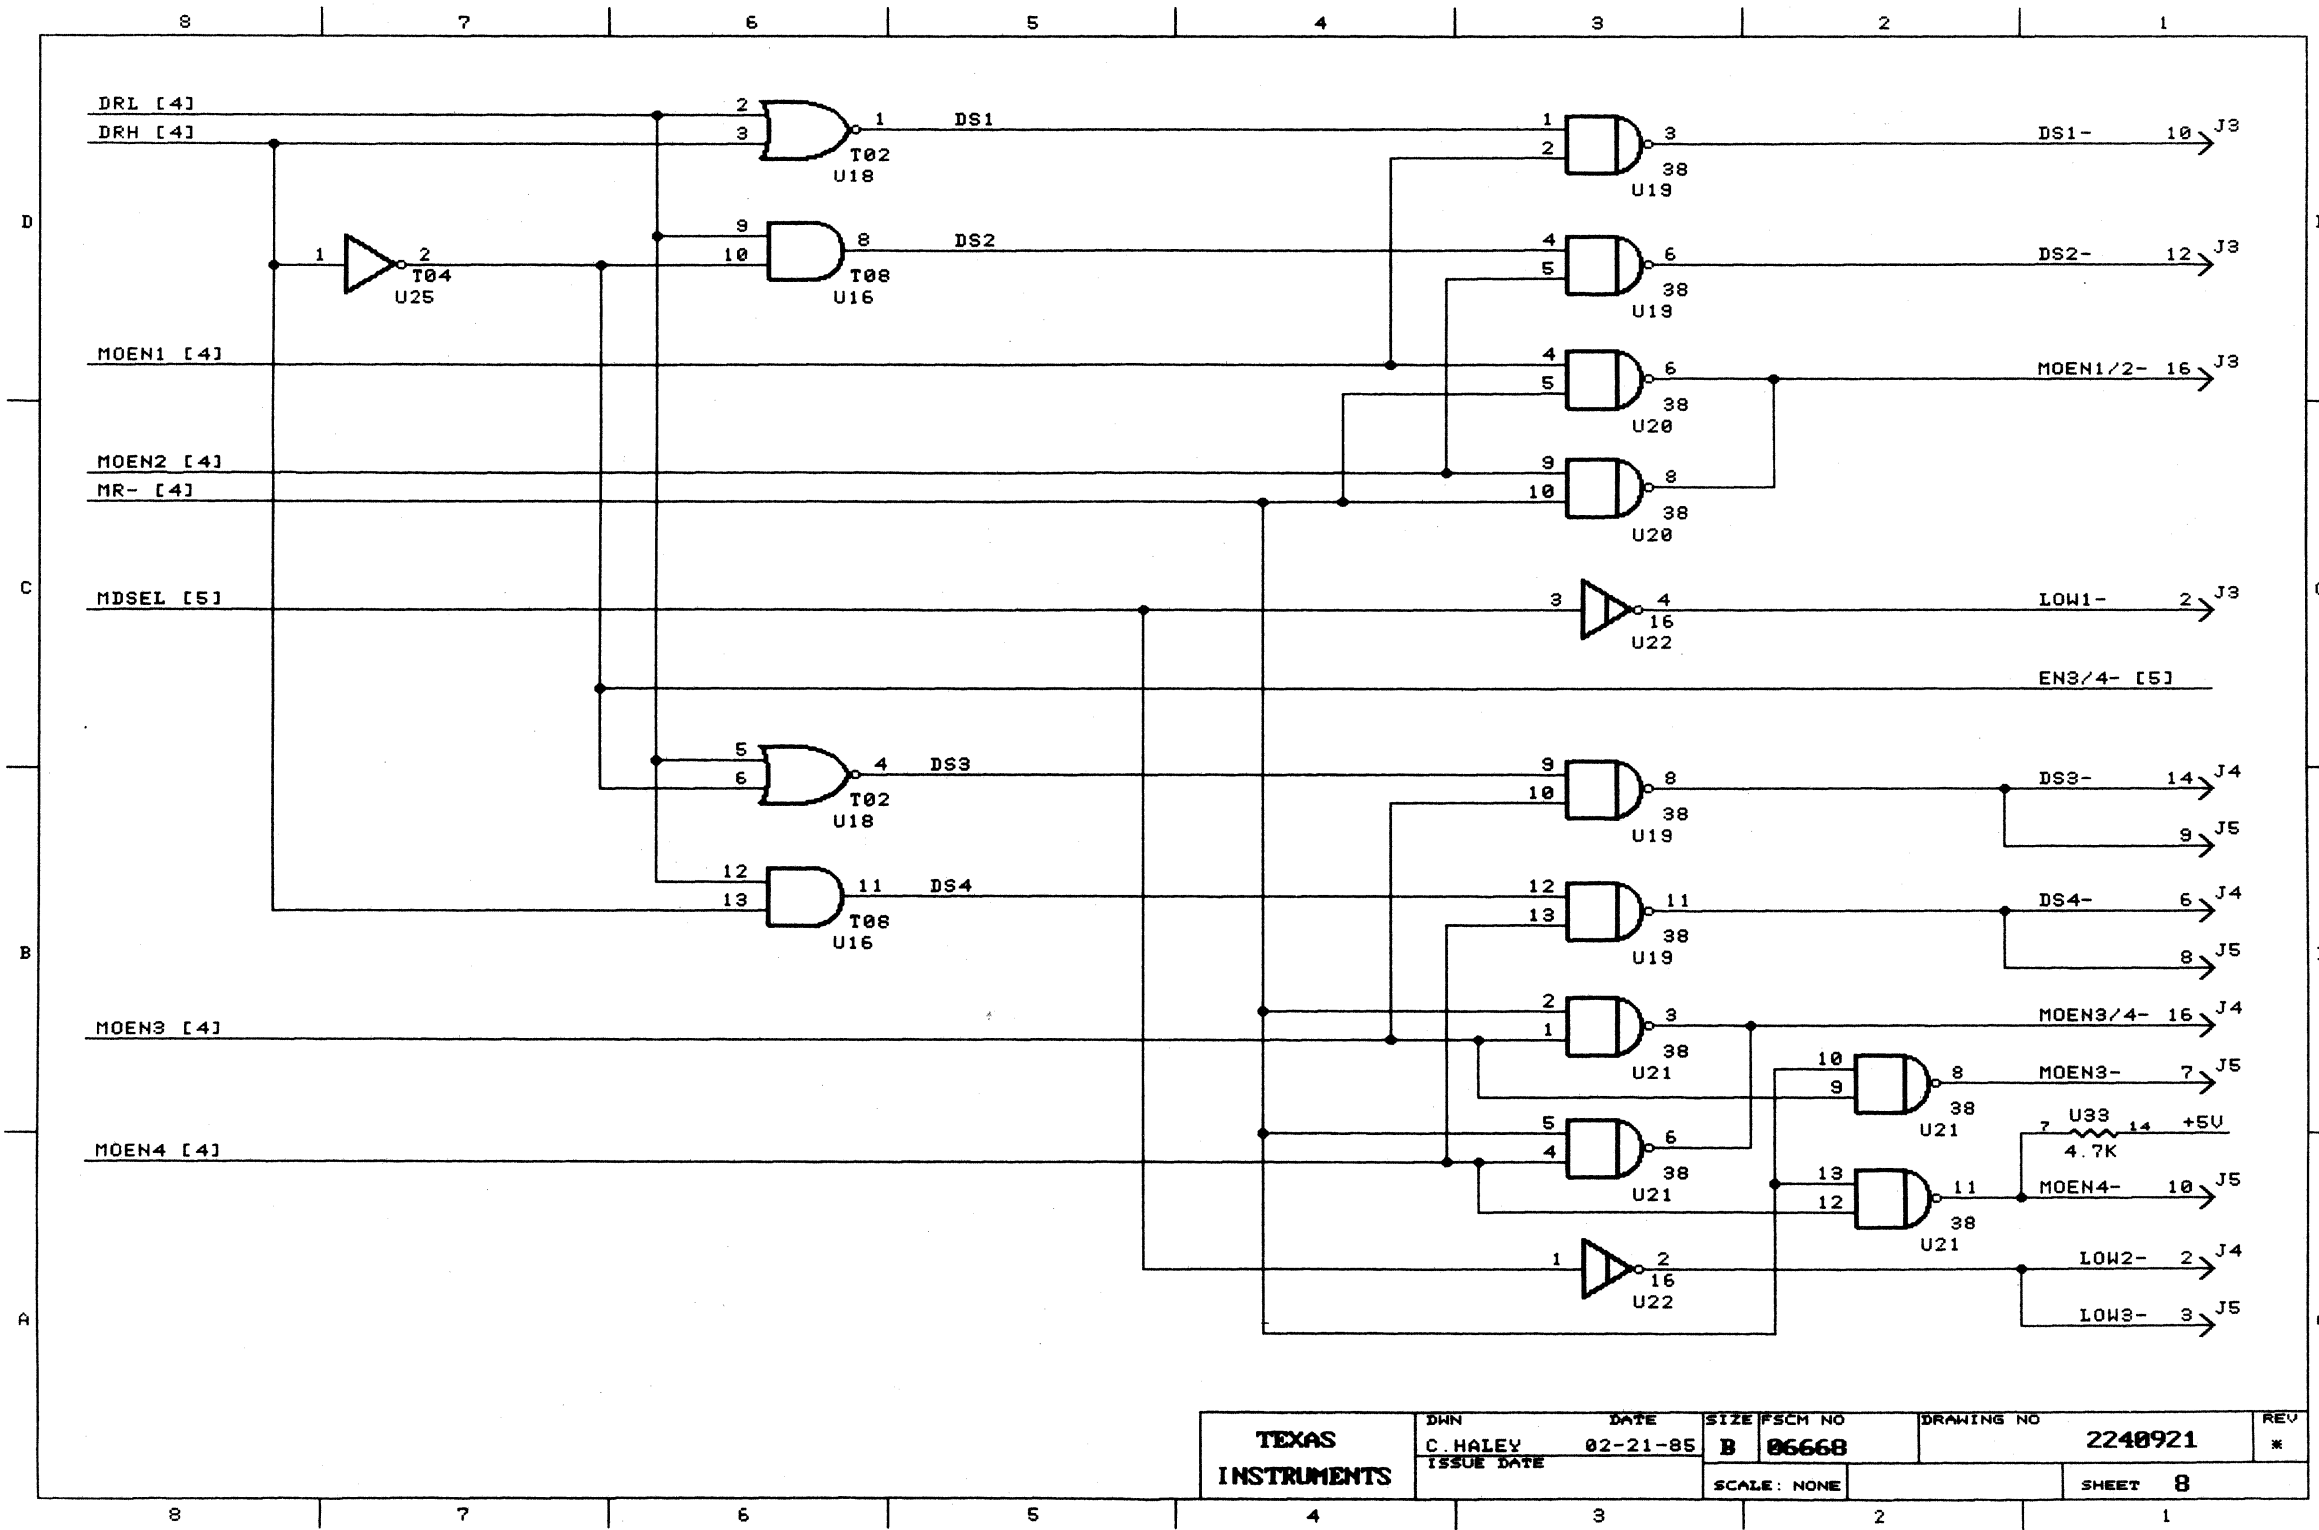 8 7 6 5 4 3 2 1
DRL [4] 2
1 DS1 1
3 DS1- 10 J3
DRH [4] 3
T02
2
38
U18
U19
D
9
8 DS2 4
6 DS2- 12 J3
1 2
10
5
T04
T08
38
U25
U16
U19
MOEN1 [4] 4
6 MOEN1/2- 16 J3
5
38
U20
MOEN2 [4] 9
8
MR- [4] 10
38
U20
C
MDSEL [5] 3 4 LOW1- 2 J3
16
U22
EN3/4- [5]
5
4 DS3 9
8 DS3- 14 J4
6
T02
10
38
U18
U19
9 J5
12
11 DS4 12
11 DS4- 6 J4
13
T08
13
38
U16
U19
B
8 J5
2
3 MOEN3/4- 16 J4
MOEN3 [4] 1
38
U21
10
8 MOEN3- 7 J5
9
38
U21
U33
7 14 +5V
4.7K
5
6
MOEN4 [4] 4
38
U21
13
11 MOEN4- 10 J5
12
38
U21
1 2 LOW2- 2 J4
16
U22
A
LOW3- 3 J5
TEXAS
INSTRUMENTS
DWN DATE
C.HALEY 02-21-85
ISSUE DATE
SIZE
B
FSCM NO
06668
DRAWING NO
2240921
REV
*
SCALE: NONE
SHEET 8
8 7 6 5 4 3 2 1